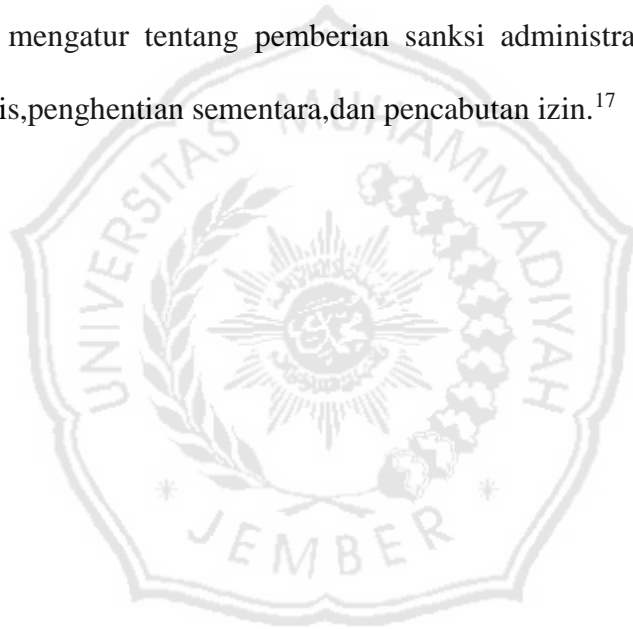 mengatur tentang pemberian sanksi administra
is,penghentian sementara,dan pencabutan izin.17
UNIVERSITAS MUHAMMADIYAH
JEMBER